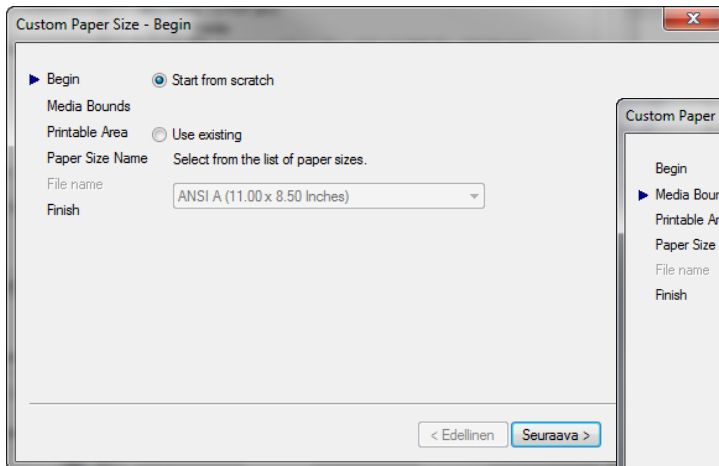 Custom Paper Size - Begin
Begin
Start from scratch
Media Bounds
Printable Area
Use existing
Paper Size Name
Select from the list of paper sizes.
File name
ANSI A (11.00 x 8.50 Inches)
Finish
< Edellinen
Seuraava >
Custom Paper
Begin
Media Bour
Printable Ar
Paper Size
File name
Finish